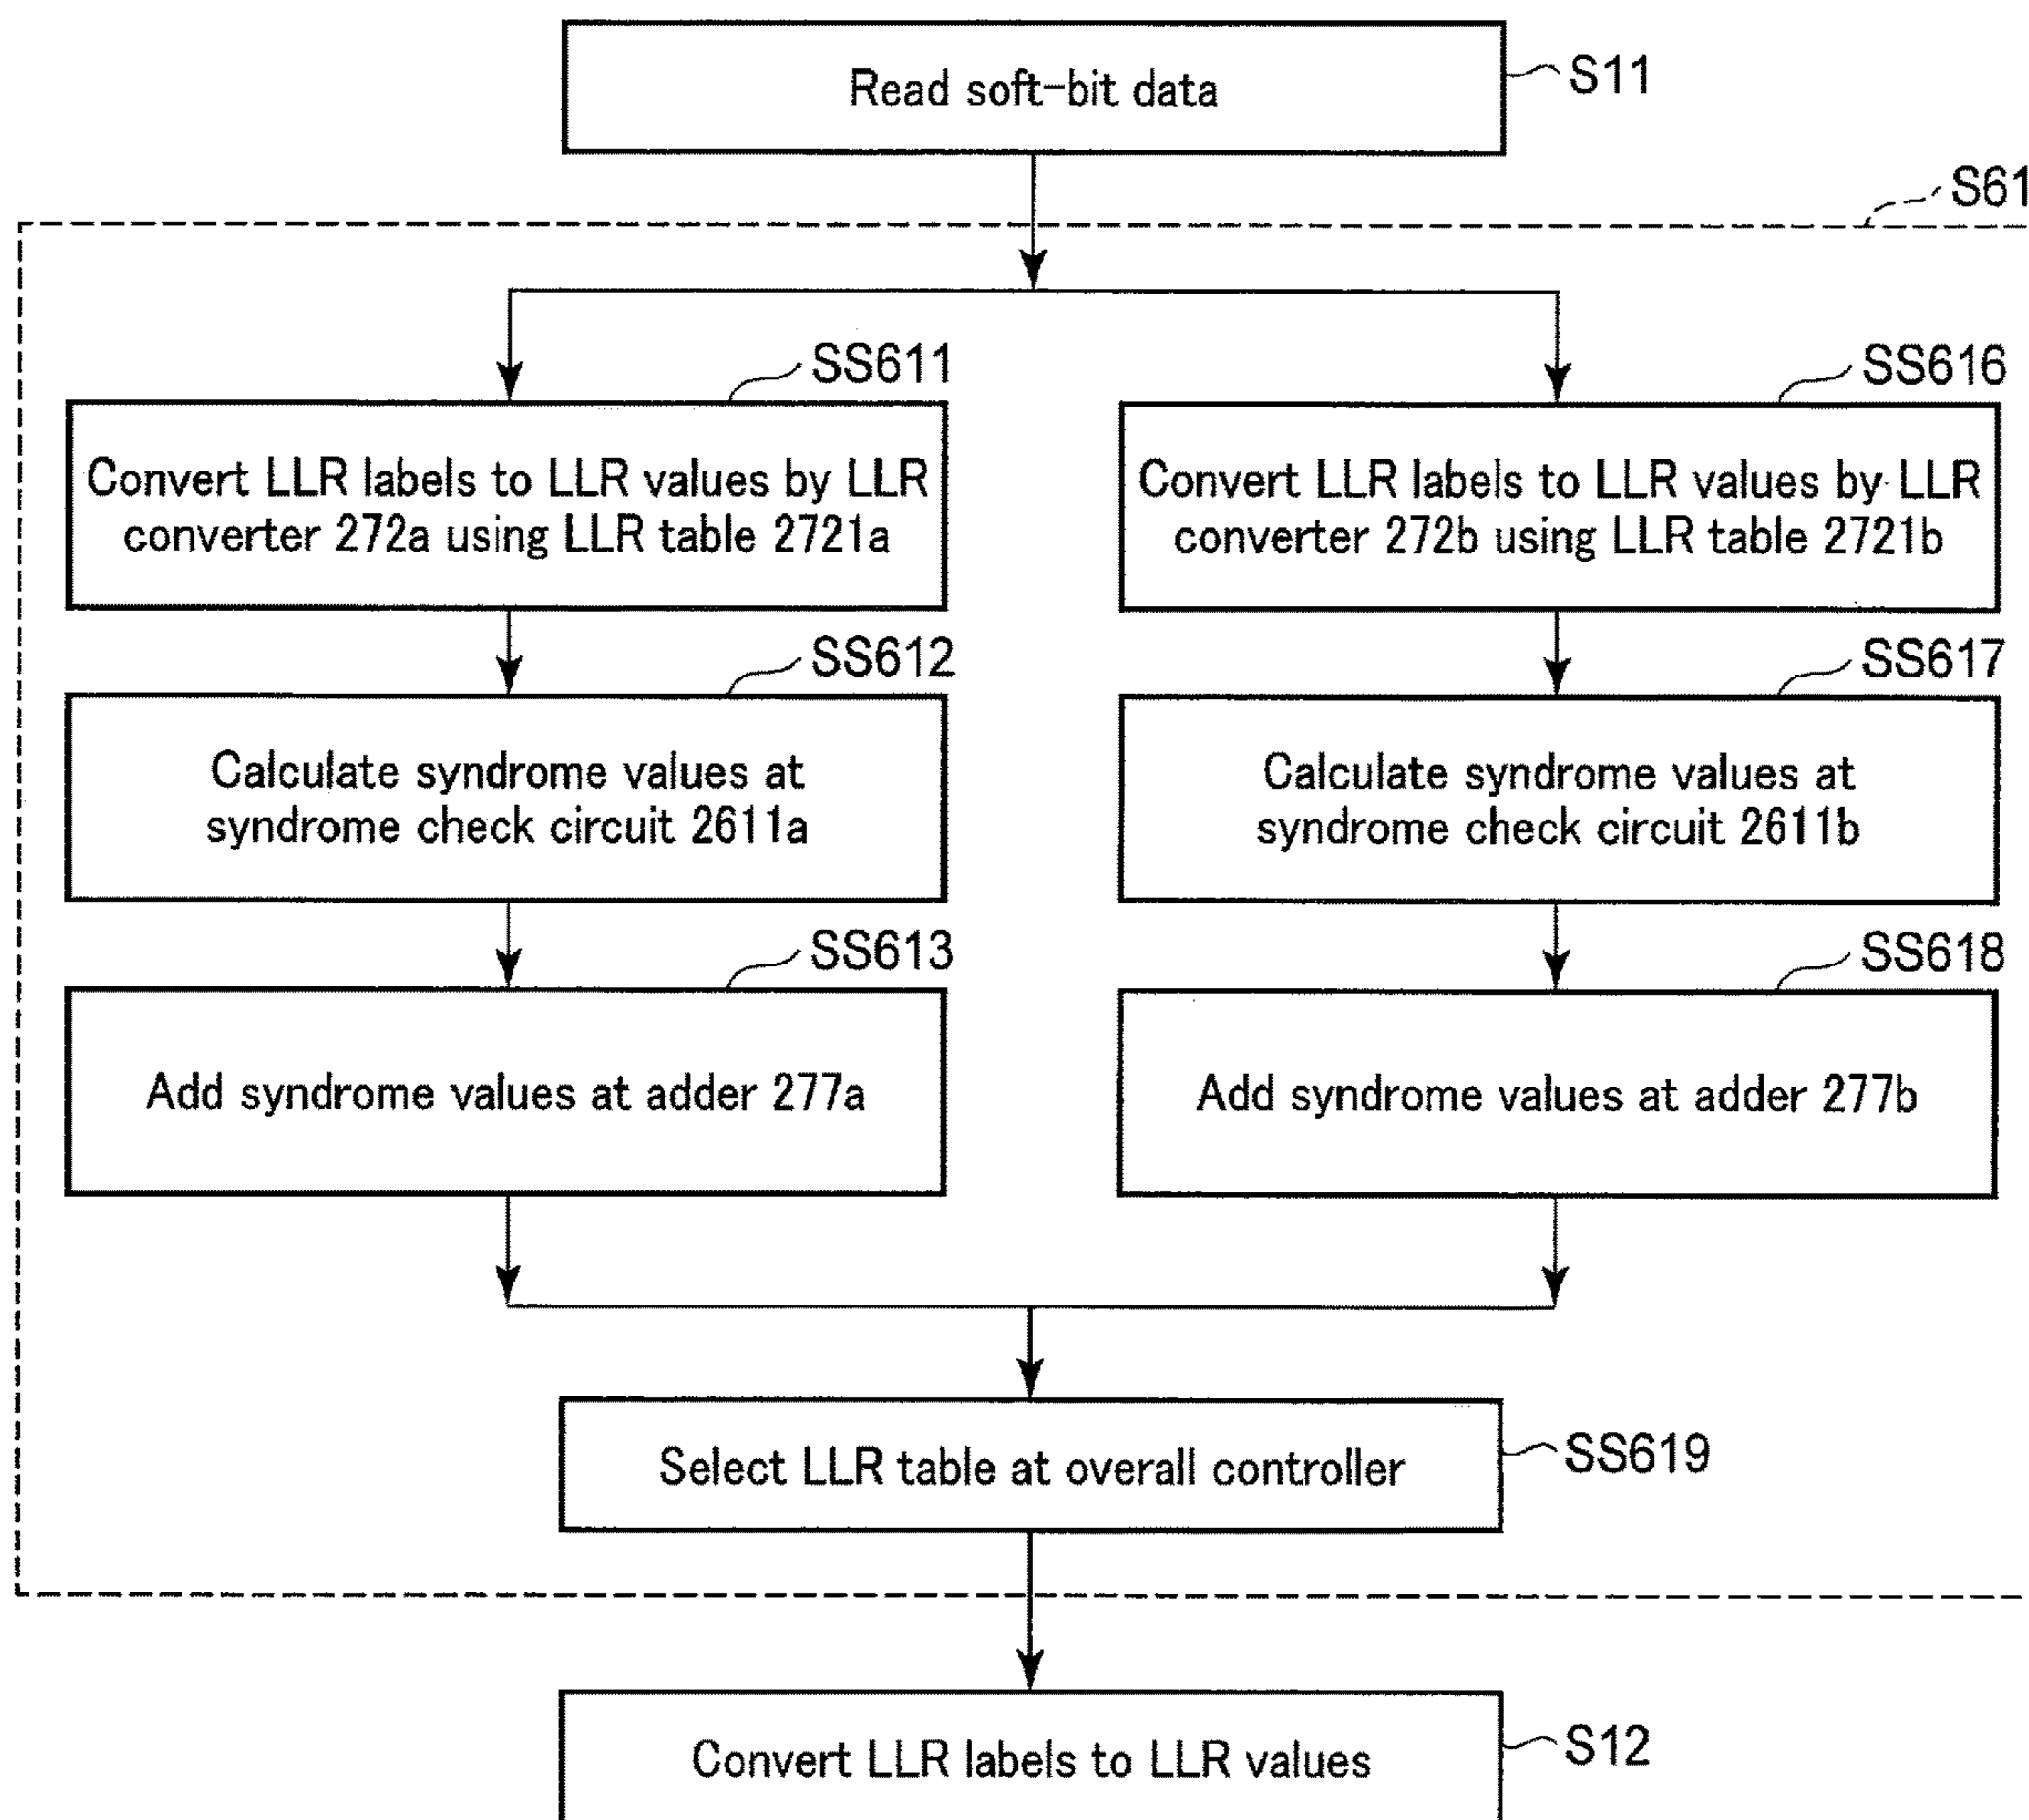 Read soft-bit data
S11
S61
SS611
SS616
Convert LLR labels to LLR values by LLR
converter 272a using LLR table 2721a
Convert LLR labels to LLR values by LLR
converter 272b using LLR table 2721b
SS612
SS617
Calculate syndrome values at
syndrome check circuit 2611a
Calculate syndrome values at
syndrome check circuit 2611b
SS613
SS618
Add syndrome values at adder 277a
Add syndrome values at adder 277b
Select LLR table at overall controller
SS619
Convert LLR labels to LLR values
S12